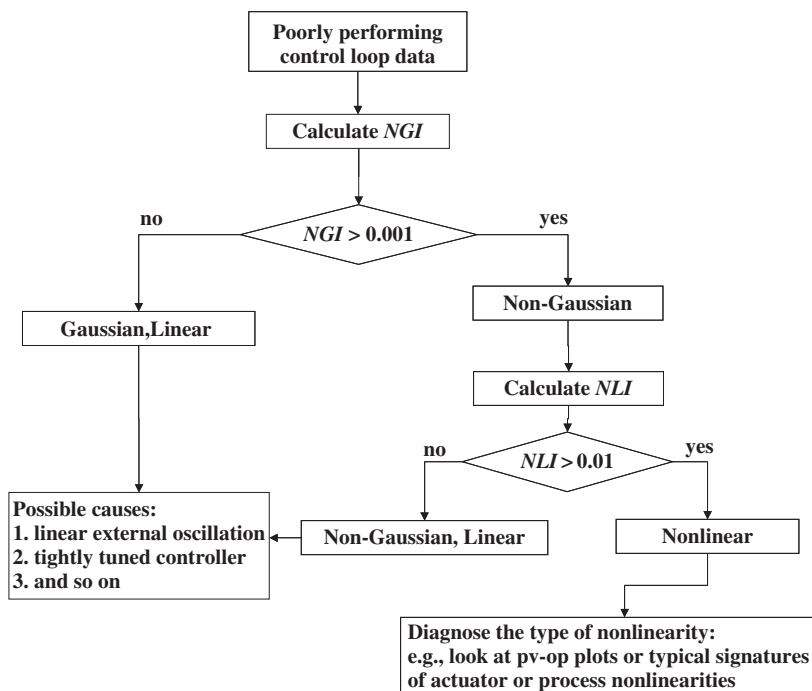 Poorly performing
control loop data
Calculate NGI
no
yes
NGI > 0.001
Non-Gaussian
Gaussian,Linear
Calculate NLI
no
yes
NLI > 0.01
Possible causes:
1. linear external oscillation
2. tightly tuned controller
3. and so on
Non-Gaussian, Linear
Nonlinear
Diagnose the type of nonlinearity:
e.g., look at pv-op plots or typical signatures
of actuator or process nonlinearities